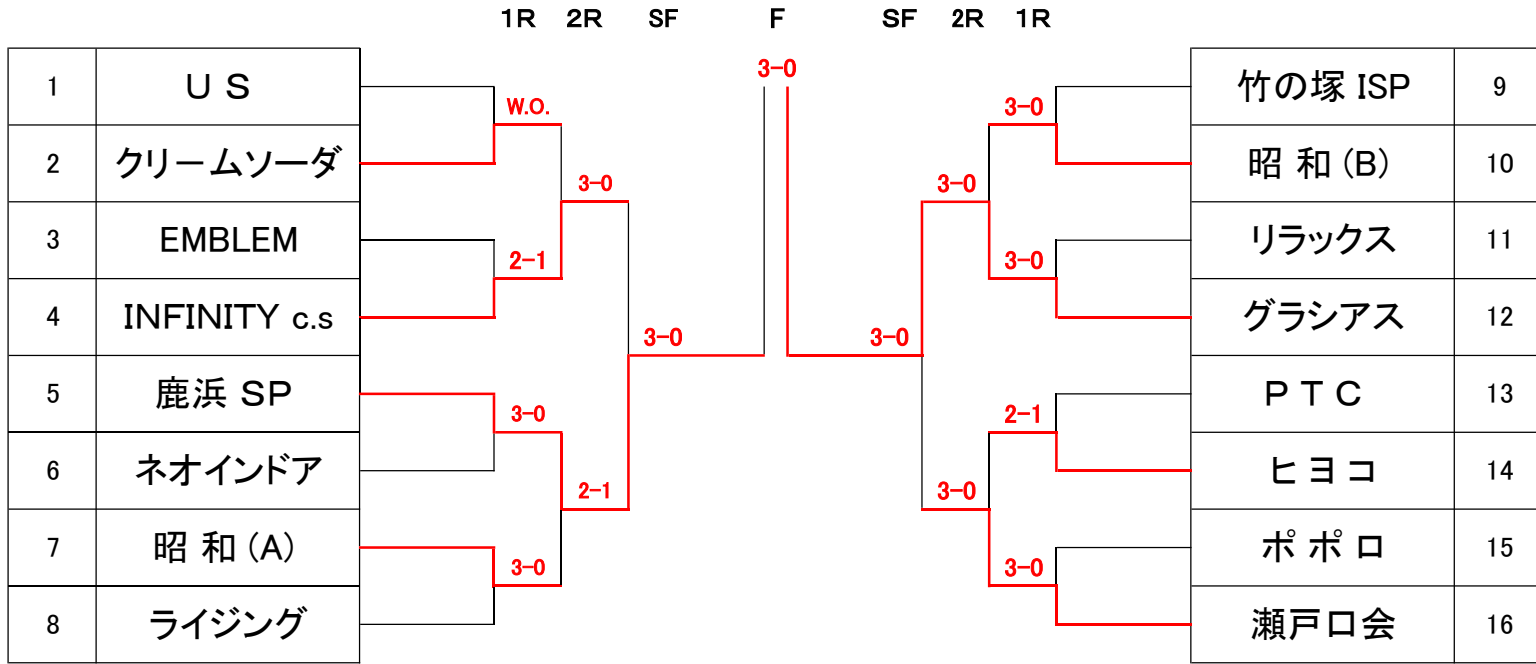 1R 2R SF F SF 2R 1R
3-0
1 U S 竹の塚 ISP 9
W.O. 3-0
2 クリームソーダ 昭 和 (B) 10
3-0 3-0
3 EMBLEM リラックス 11
2-1 3-0
4 INFINITY c.s グラシアス 12
3-0 3-0
5 鹿浜 SP P T C 13
3-0 2-1
6 ネオインドア ヒ ヨ コ 14
2-1 3-0
7 昭 和 (A) ポ ポ ロ 15
3-0 3-0
8 ライジング 瀬戸口会 16